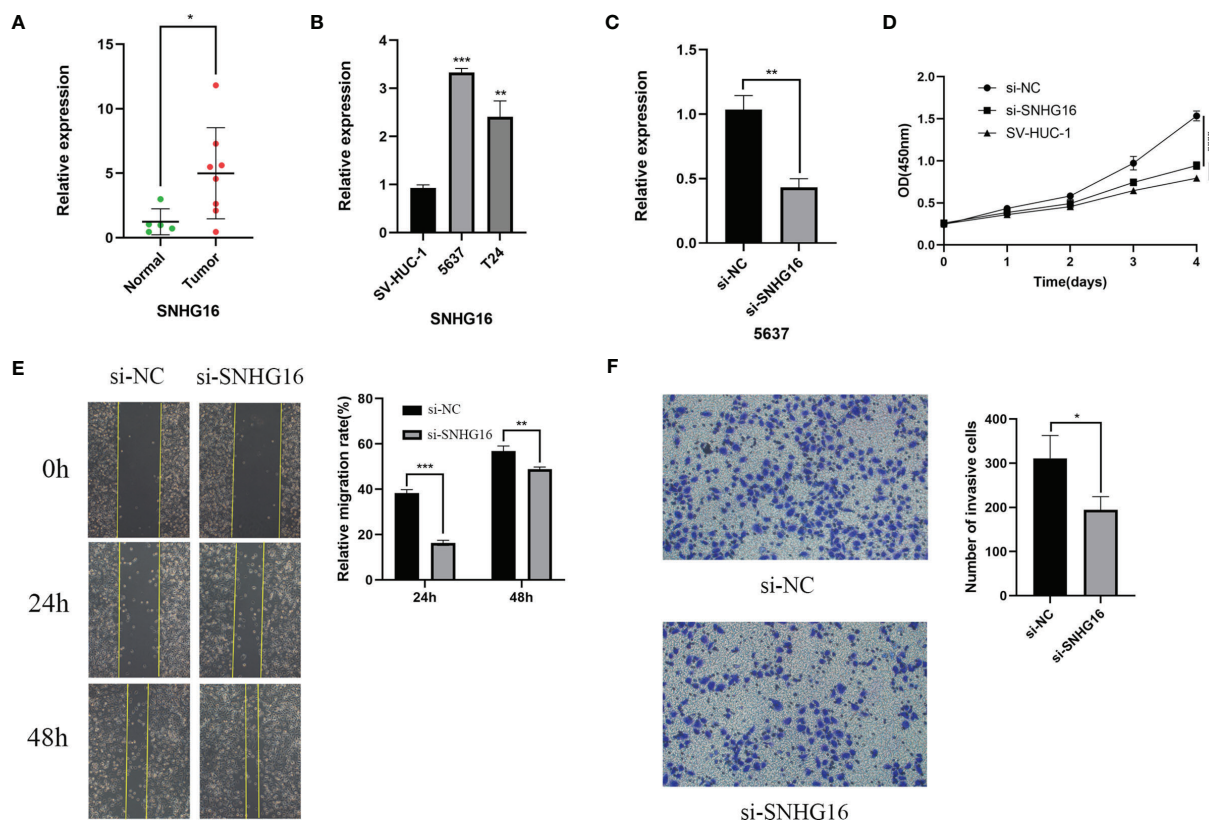 A
*
15
10
5
0
Relative expression
Normal
Tumor
SNHG16
B
4
3
2
1
0
Relative expression
***
**
SV-HUC-1
5637
T24
SNHG16
C
1.5
1.0
0.5
0.0
Relative expression
**
si-NC
si-SNHG16
5637
D
2.0
1.5
1.0
0.5
0.0
OD(450nm)
si-NC
si-SNHG16
SV-HUC-1
0 1 2 3 4
Time(days)
E
si-NC si-SNHG16
0h
24h
48h
80
60
40
20
0
Relative migration rate(%)
si-NC
si-SNHG16
***
**
24h 48h
F
si-NC
si-SNHG16
400
300
200
100
0
Number of invasive cells
*
si-NC
si-SNHG16